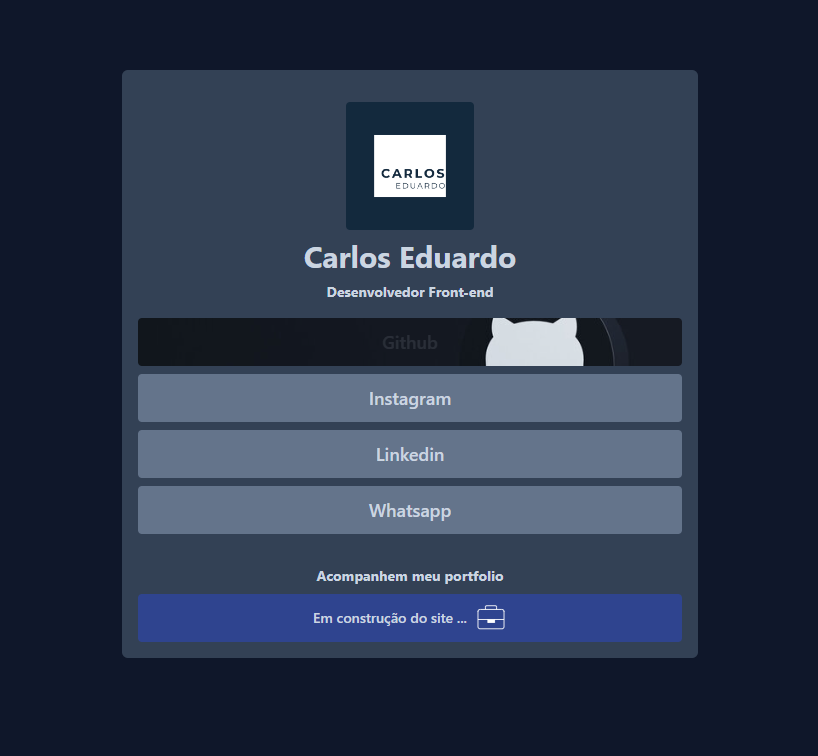 CARLOS
EDUARDO
Carlos Eduardo
Desenvolvedor Front-end
Github
Instagram
Linkedin
Whatsapp
Acompanhem meu portfolio
Em construção do site ...